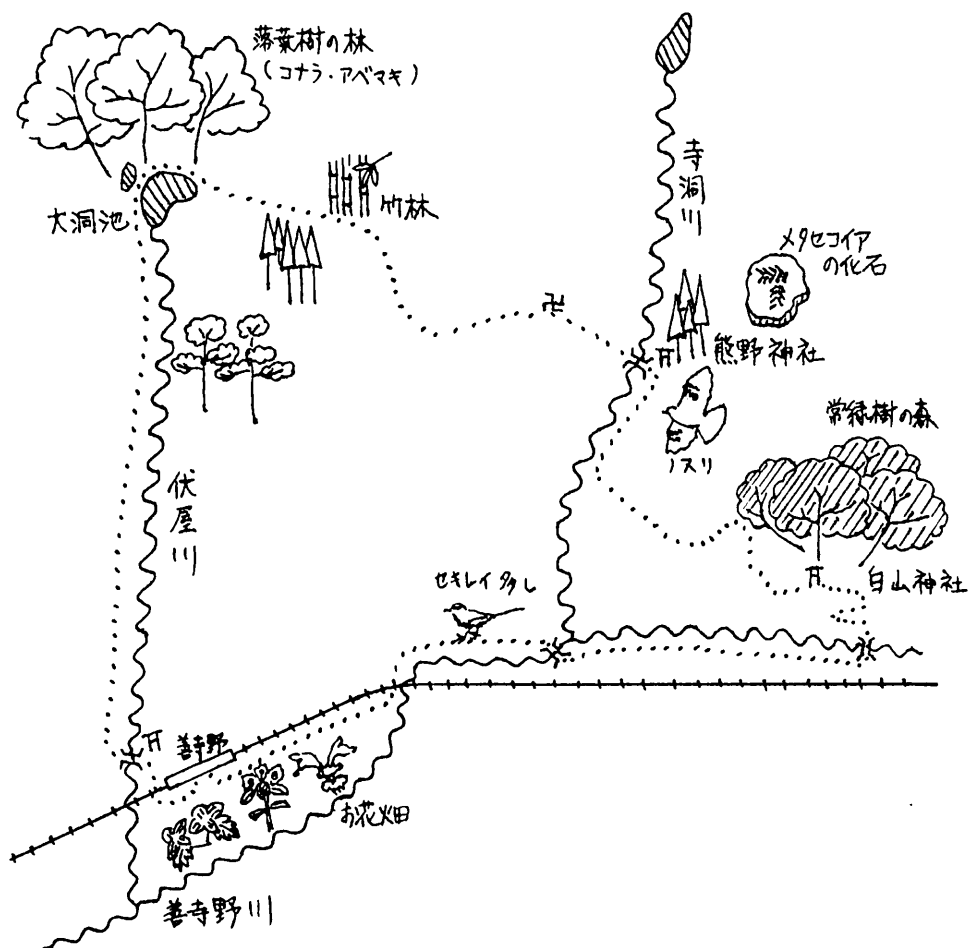 落葉樹の林
（コナラ・アベマキ）
大洞池
竹林
寺洞川
メタセコイア
の化石
熊野神社
ノスリ
常緑樹の森
白山神社
伏屋川
セキレイ多し
善寺野
お花畑
善寺野川